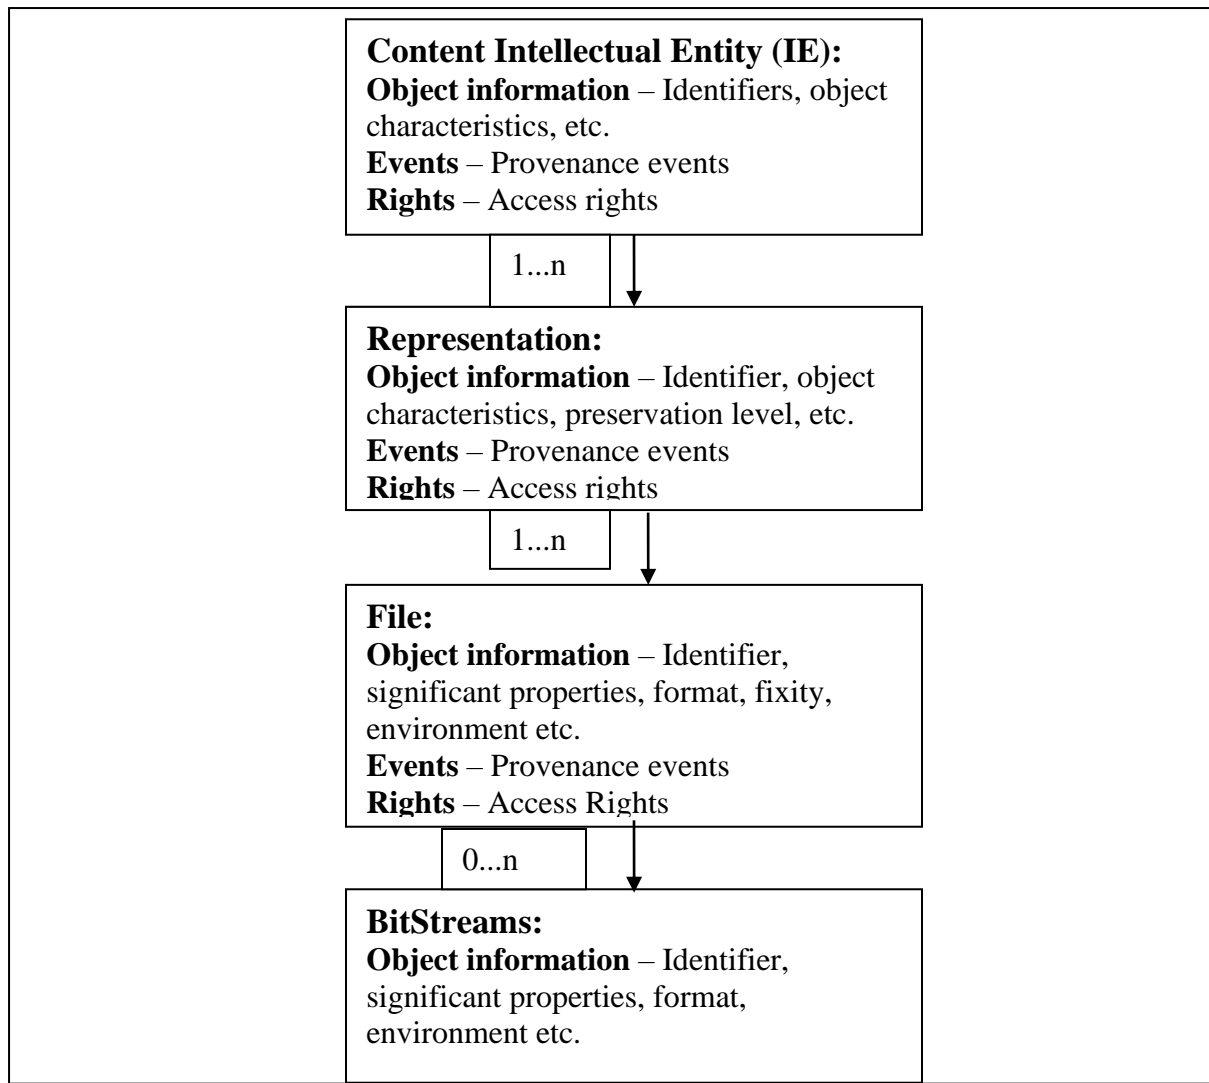 Content Intellectual Entity (IE):
Object information – Identifiers, object
characteristics, etc.
Events – Provenance events
Rights – Access rights
1...n
Representation:
Object information – Identifier, object
characteristics, preservation level, etc.
Events – Provenance events
Rights – Access rights
1...n
File:
Object information – Identifier,
significant properties, format, fixity,
environment etc.
Events – Provenance events
Rights – Access Rights
0...n
BitStreams:
Object information – Identifier,
significant properties, format,
environment etc.